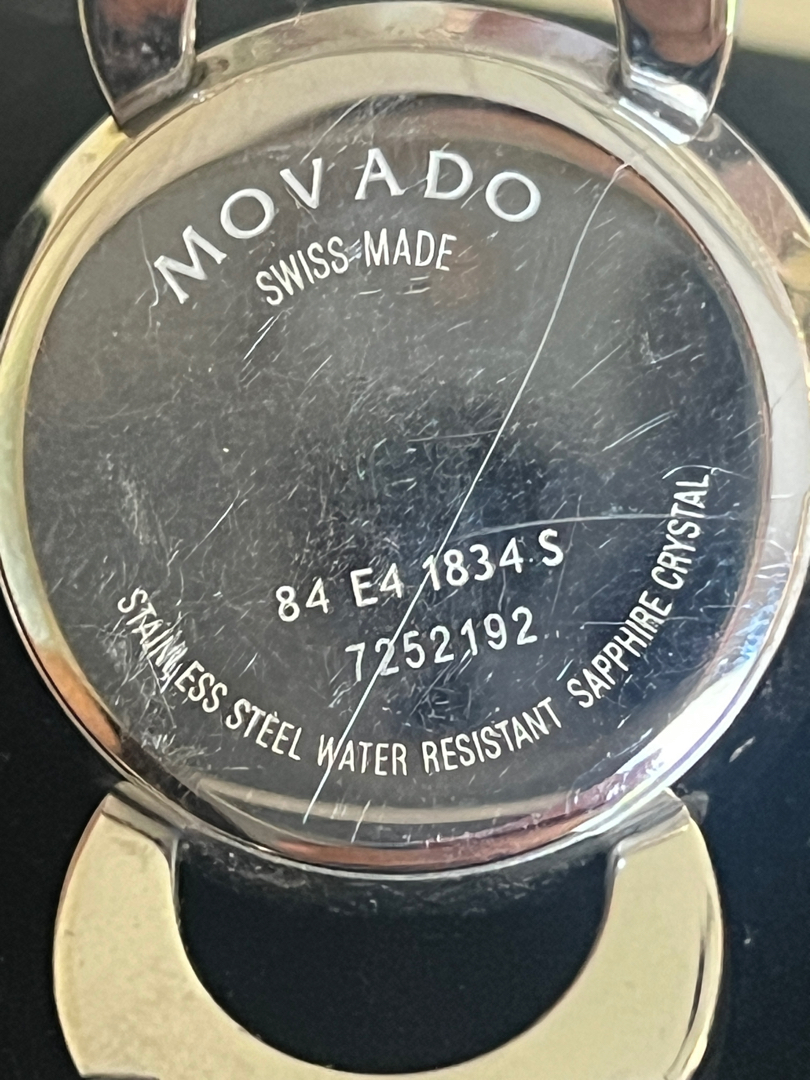 MOVADO
SWISS MADE
84 E4 1834 S
7252192
STAINLESS STEEL WATER RESISTANT SAPPHIRE CRYSTAL